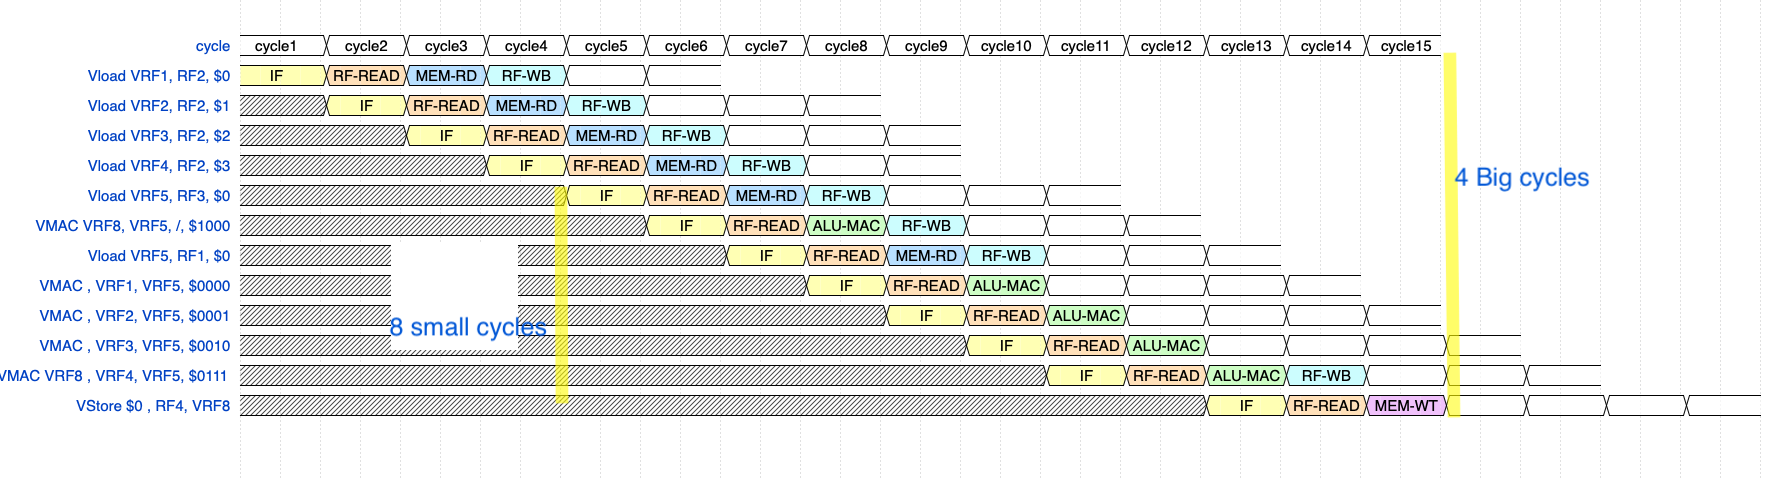 cycle cycle1 cycle2 cycle3 cycle4 cycle5 cycle6 cycle7 cycle8 cycle9 cycle10 cycle11 cycle12 cycle13 cycle14 cycle15
Vload VRF1, RF2, $0 IF RF-READ MEM-RD RF-WB
Vload VRF2, RF2, $1 IF RF-READ MEM-RD RF-WB
Vload VRF3, RF2, $2 IF RF-READ MEM-RD RF-WB
Vload VRF4, RF2, $3 IF RF-READ MEM-RD RF-WB
4 Big cycles
Vload VRF5, RF3, $0 IF RF-READ MEM-RD RF-WB
VMAC VRF8, VRF5, /, $1000 IF RF-READ ALU-MAC RF-WB
Vload VRF5, RF1, $0 IF RF-READ MEM-RD RF-WB
VMAC , VRF1, VRF5, $0000 IF RF-READ ALU-MAC
VMAC , VRF2, VRF5, $0001 IF RF-READ ALU-MAC
8 small cycles
VMAC , VRF3, VRF5, $0010 IF RF-READ ALU-MAC
VMAC VRF8 , VRF4, VRF5, $0111 IF RF-READ ALU-MAC RF-WB
VStore $0 , RF4, VRF8 IF RF-READ MEM-WT